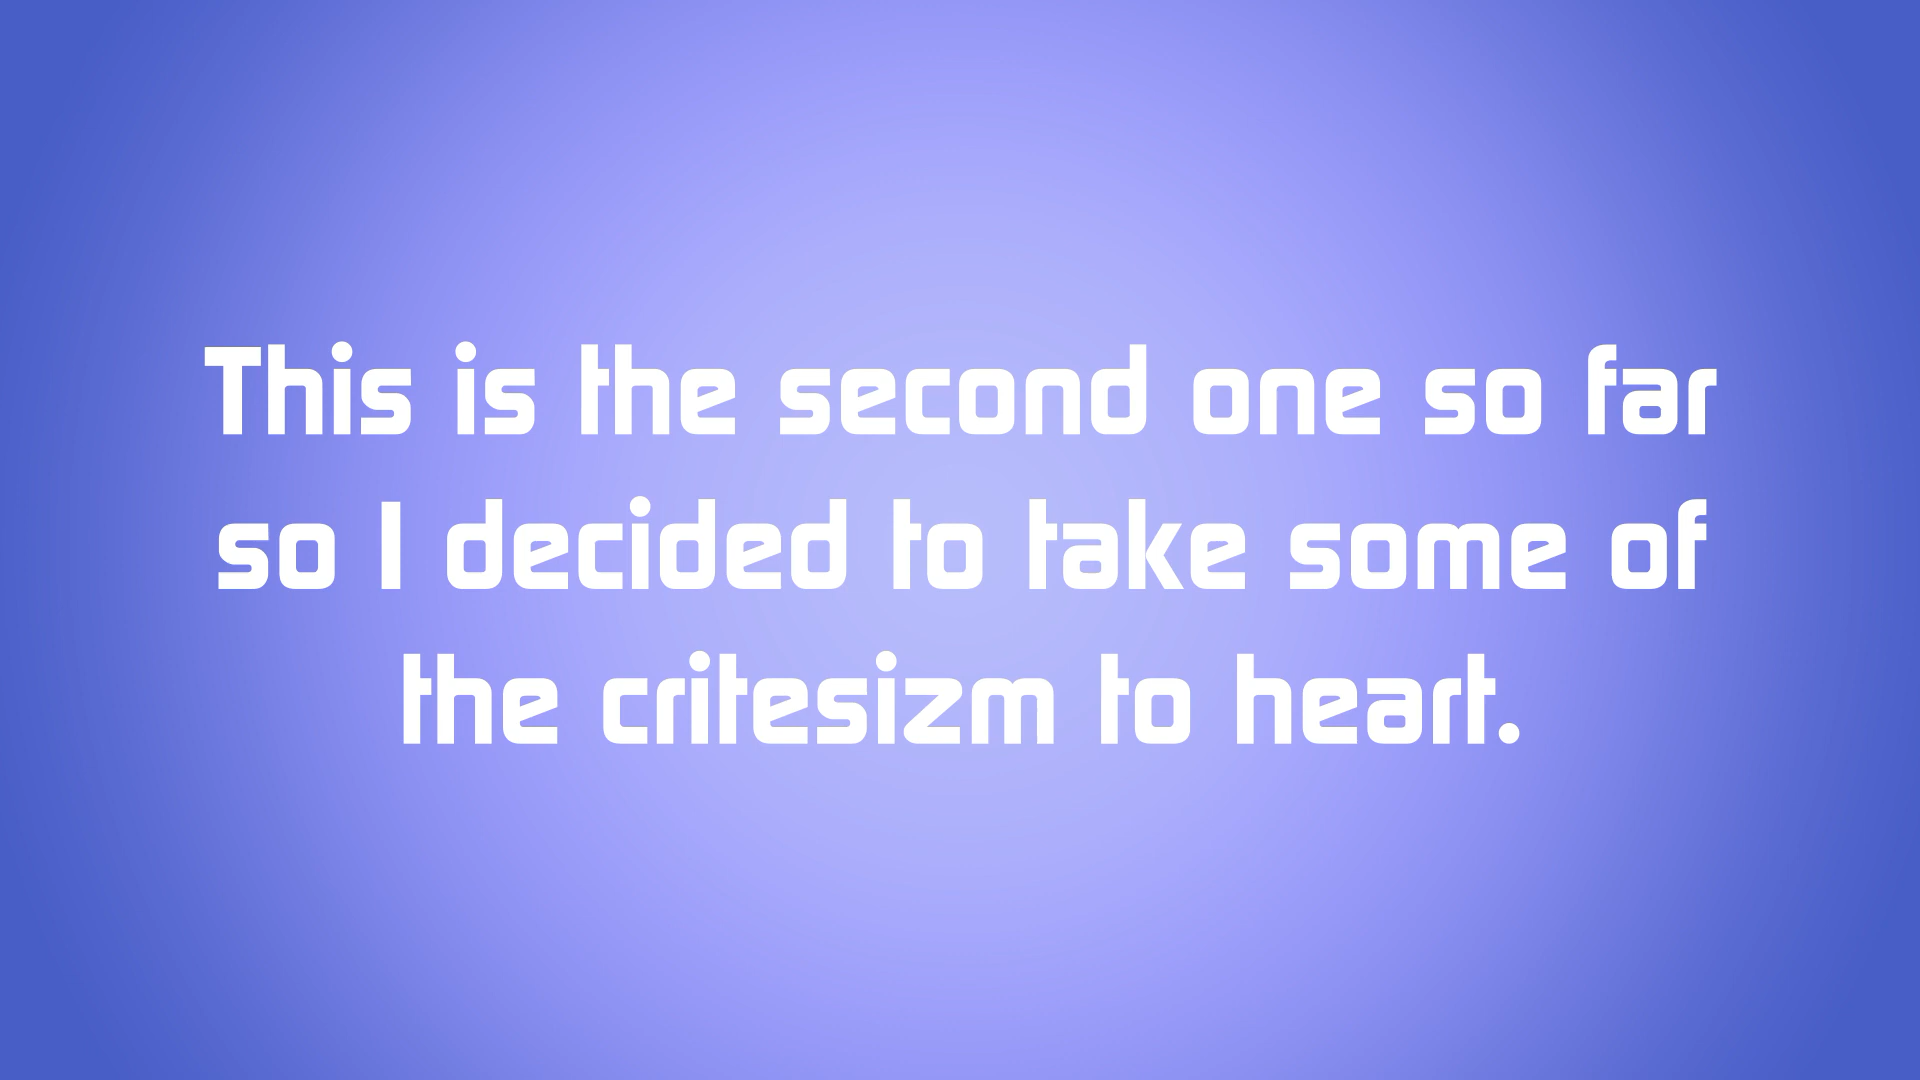 This is the second one so far
so I decided to take some of
the critesizm to heart.